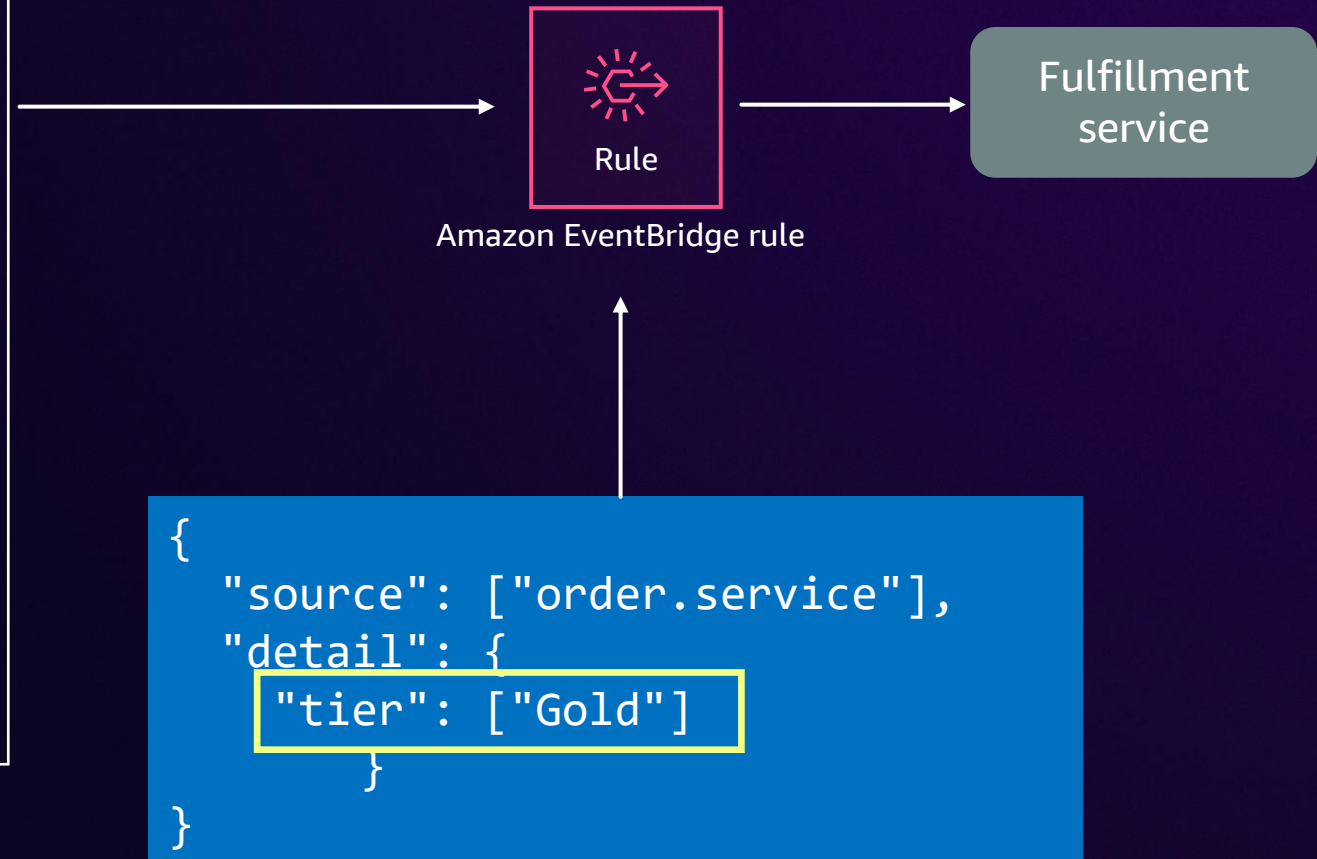 Rule
Amazon EventBridge rule
Fulfillment
service
{
"source": ["order.service"],
"detail": {
"tier": ["Gold"]
}
}